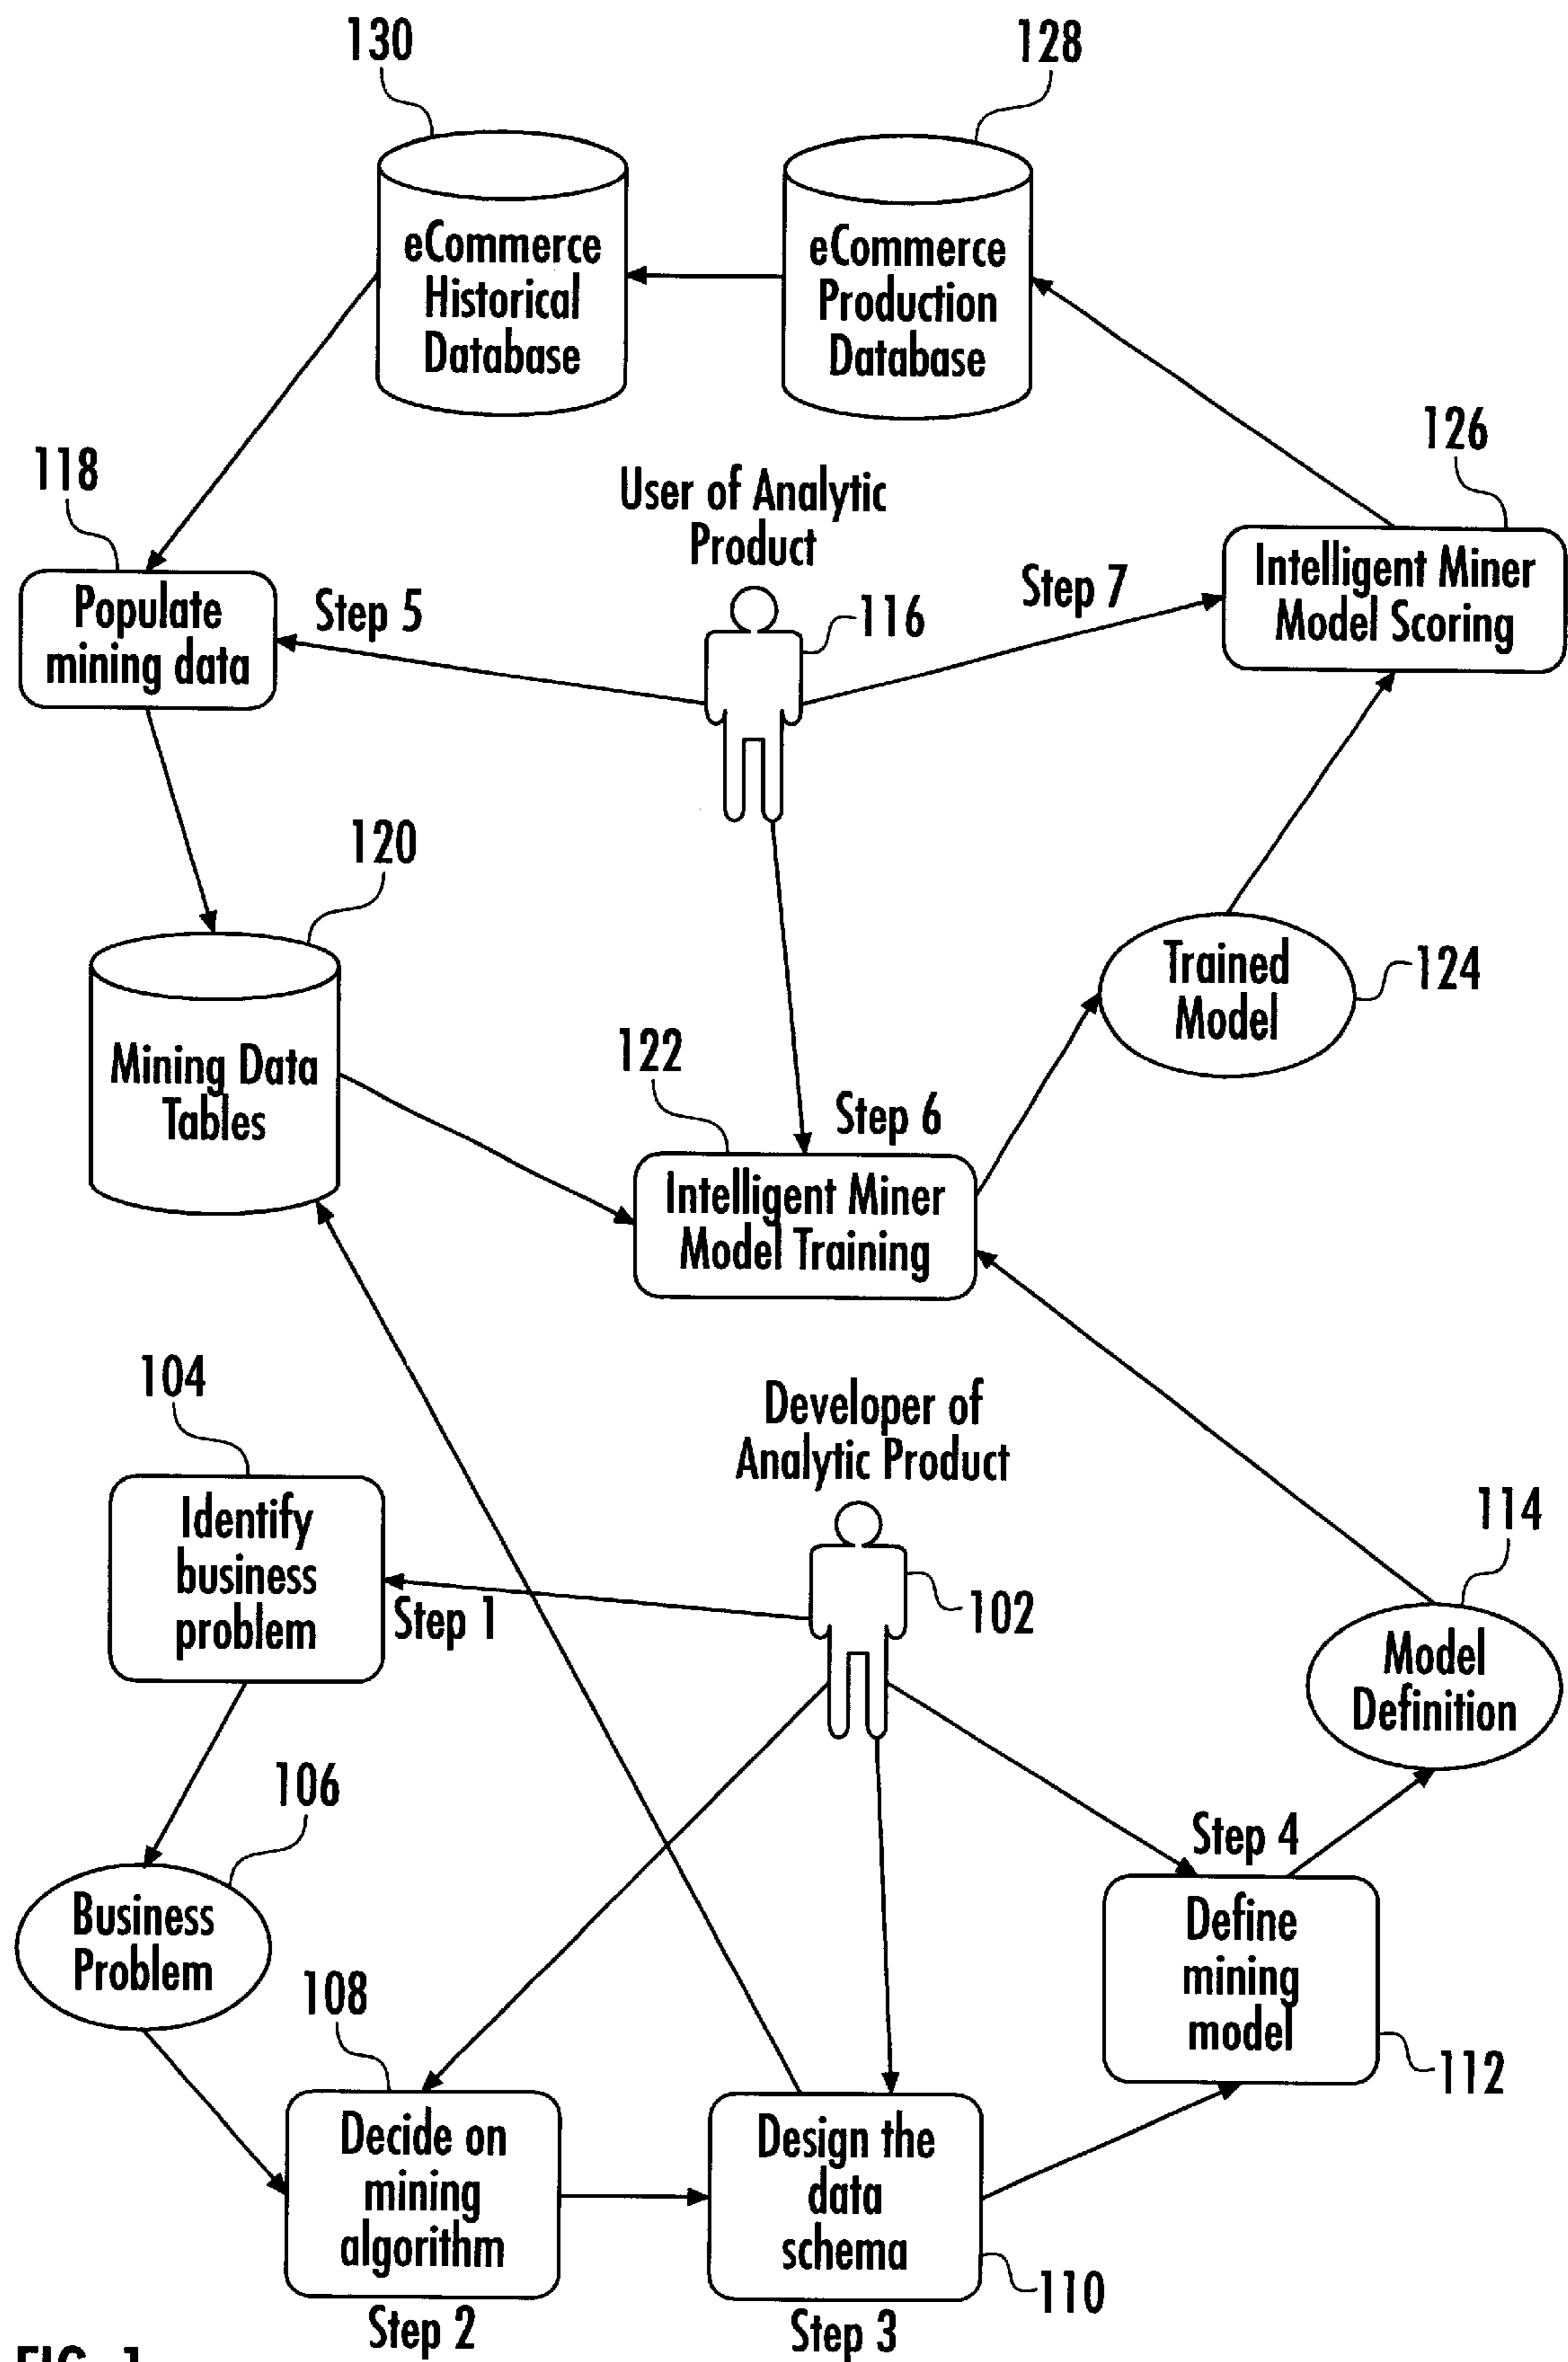 130
128
eCommerce
Historical
Database
eCommerce
Production
Database
118
User of Analytic
Product
126
Populate
mining data
Step 5
116
Step 7
Intelligent Miner
Model Scoring
120
Mining Data
Tables
Trained
Model
124
122
Step 6
Intelligent Miner
Model Training
104
Developer of
Analytic Product
Identify
business
problem
Step 1
102
114
Model
Definition
106
Business
Problem
Step 4
Define
mining
model
112
108
Decide on
mining
algorithm
Step 2
Design the
data
schema
110
Step 3
FIG. 1